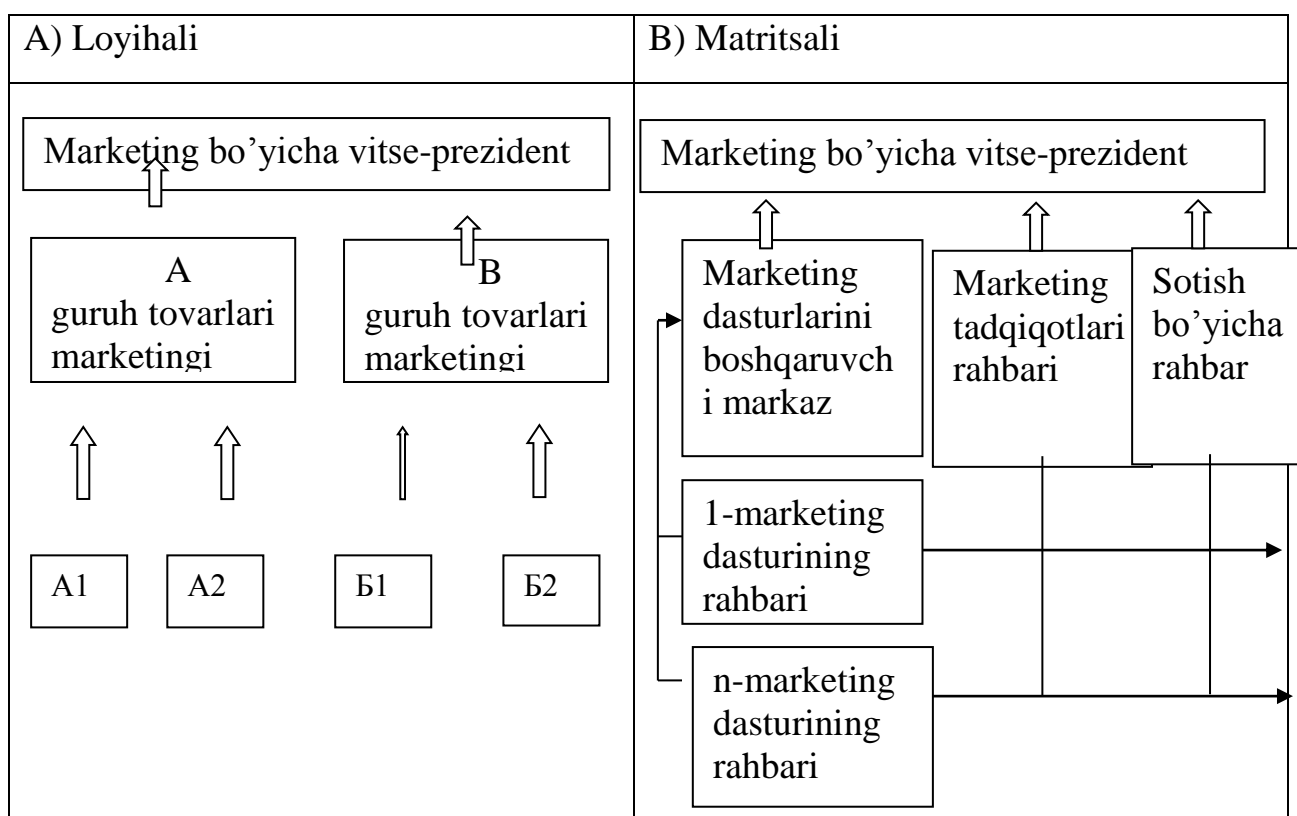 A) Loyihali
Marketing bo’yicha vitse-prezident
A
guruh tovarlari
marketingi
B
guruh tovarlari
marketingi
А1
А2
Б1
Б2
B) Matritsali
Marketing bo’yicha vitse-prezident
Marketing
dasturlarini
boshqaruvch
i markaz
Marketing
tadqiqotlari
rahbari
Sotish
bo’yicha
rahbar
1-marketing
dasturining
rahbari
n-marketing
dasturining
rahbari